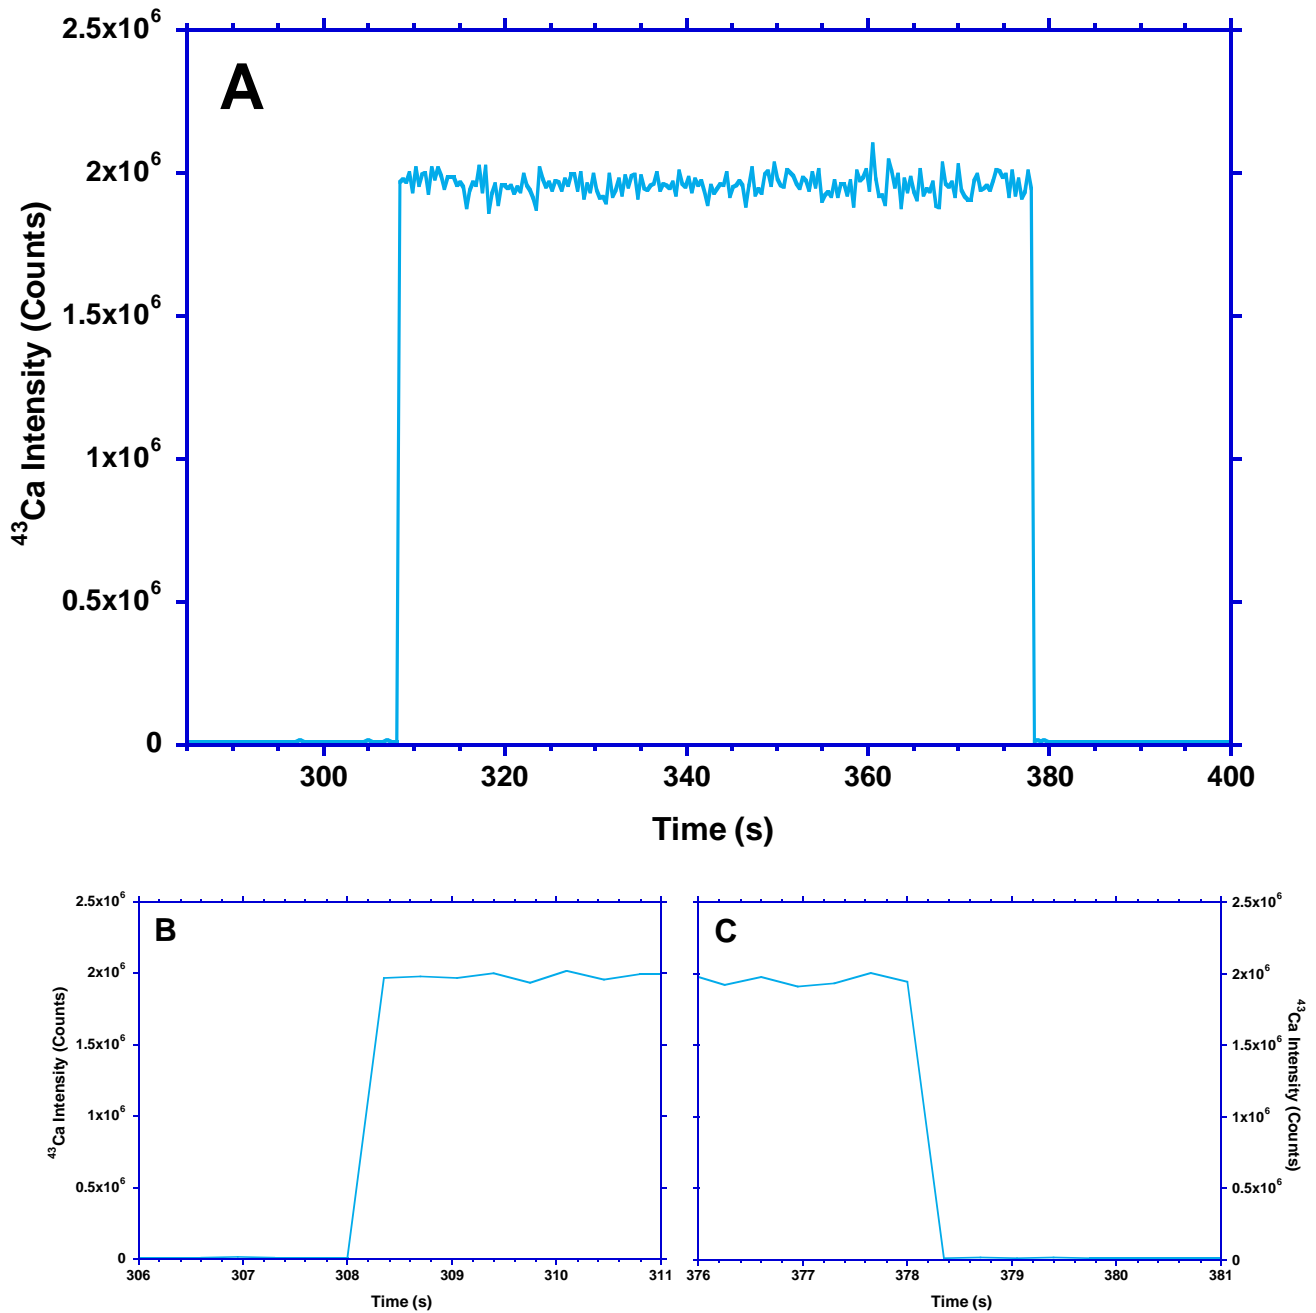 A
2.5x10⁶
2x10⁶
1.5x10⁶
1x10⁶
0.5x10⁶
0
⁴³Ca Intensity (Counts)
300 320 340 360 380 400
Time (s)
B
2.5x10⁶
2x10⁶
1.5x10⁶
1x10⁶
0.5x10⁶
0
⁴³Ca Intensity (Counts)
306 307 308 309 310 311
Time (s)
C
2.5x10⁶
2x10⁶
1.5x10⁶
1x10⁶
0.5x10⁶
0
⁴³Ca Intensity (Counts)
376 377 378 379 380 381
Time (s)